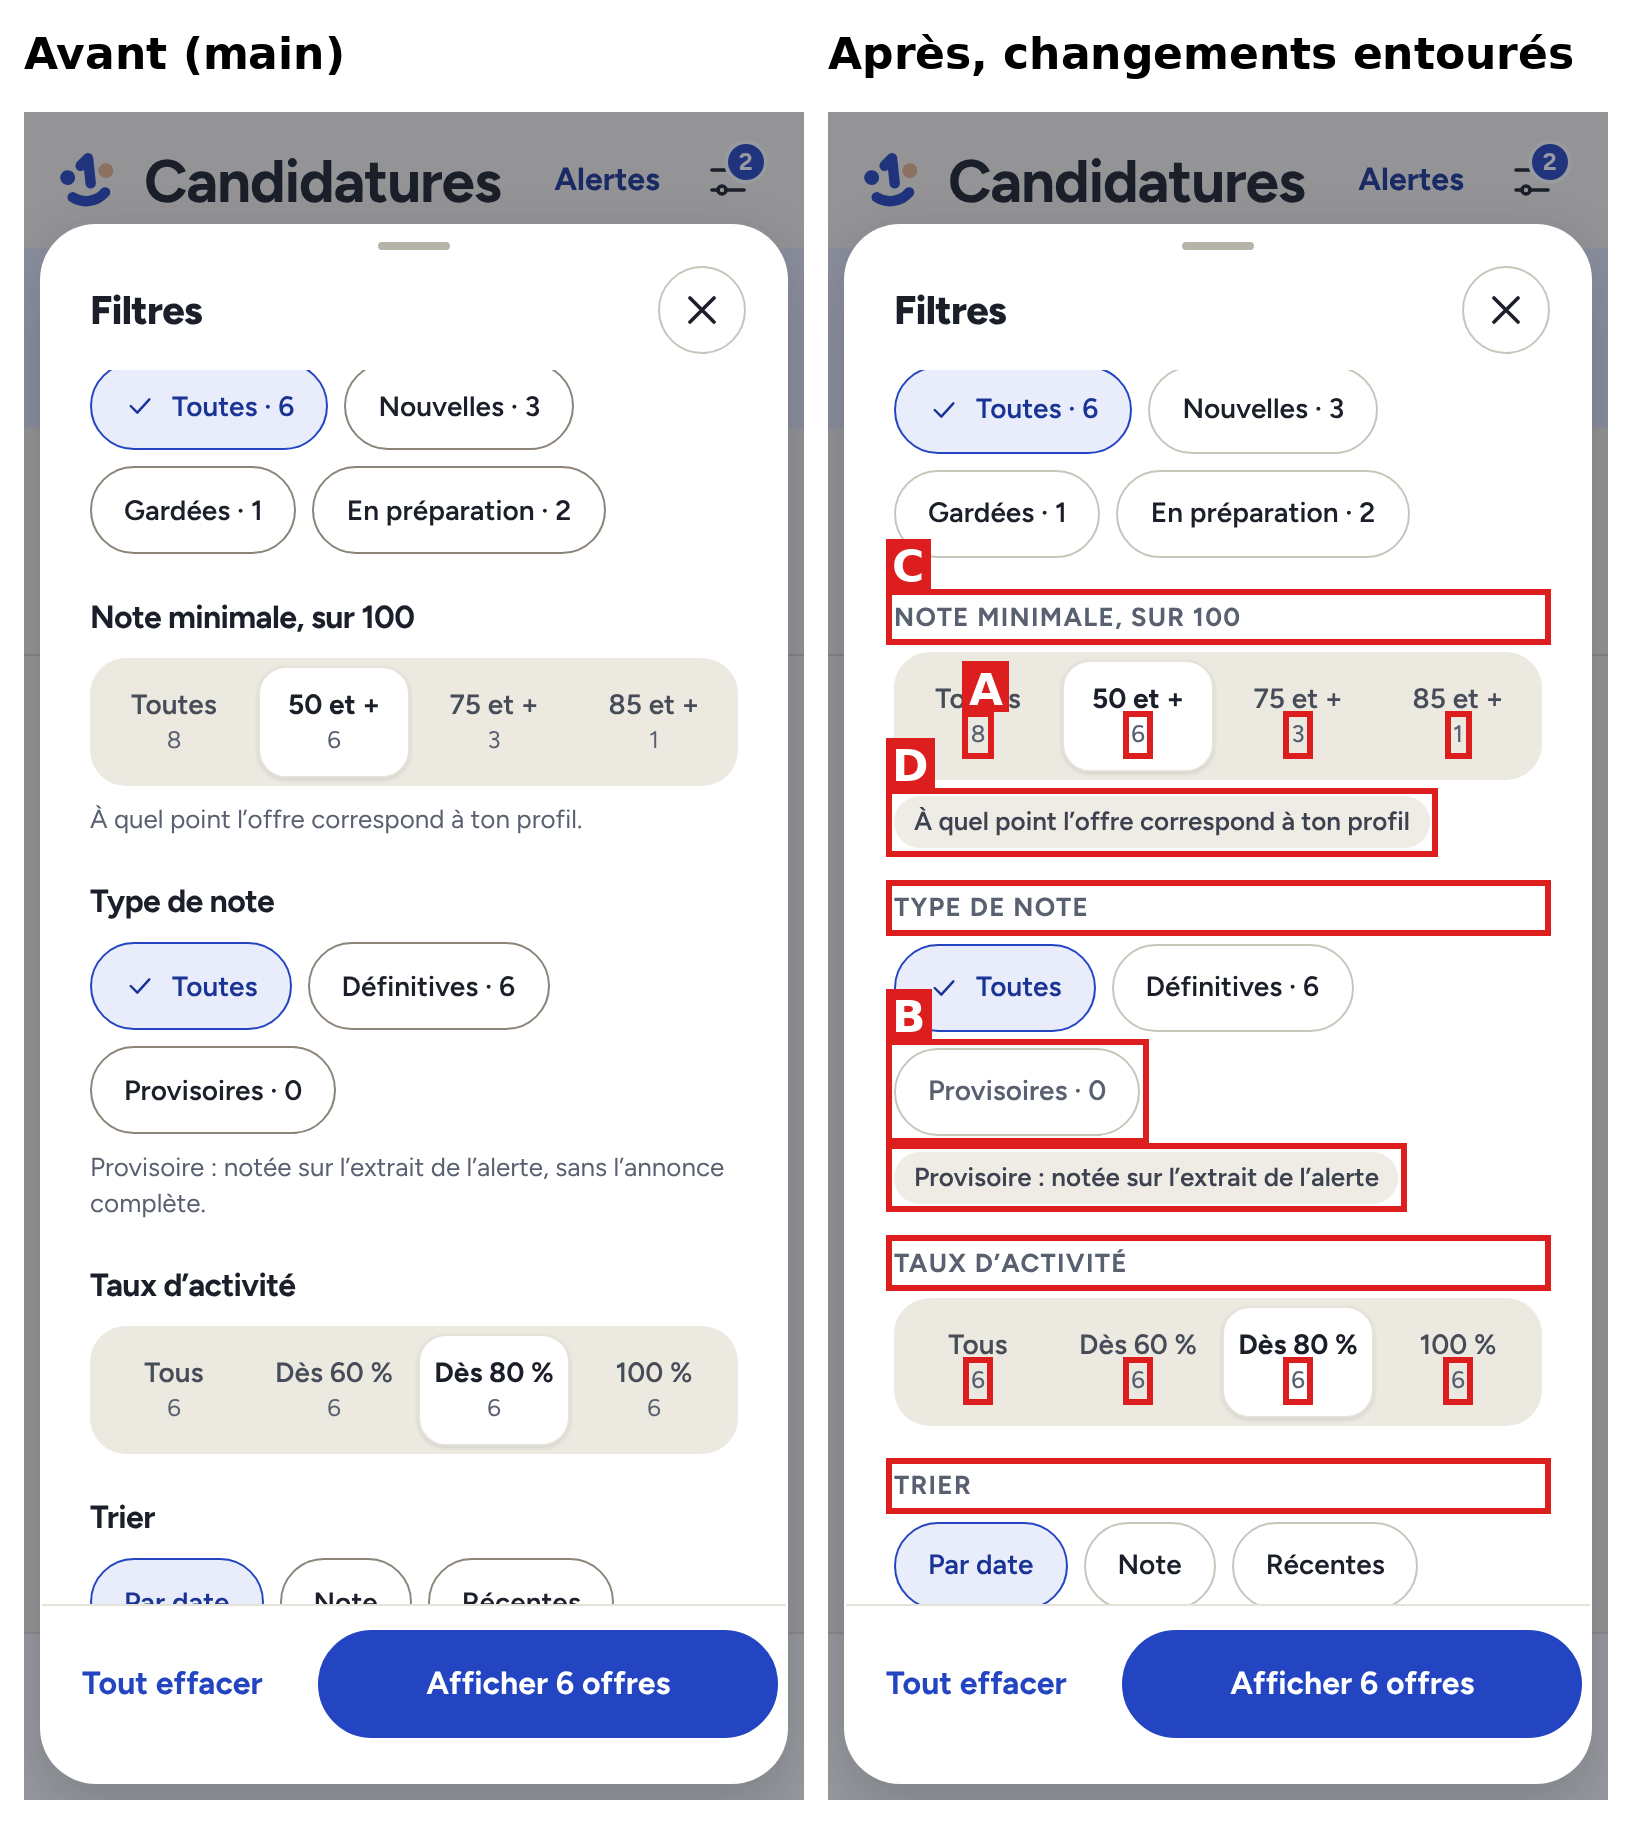 Avant (main)
Candidatures
Alertes
2
Filtres
Toutes · 6
Nouvelles · 3
Gardées · 1
En préparation · 2
Note minimale, sur 100
Toutes
50 et +
75 et +
85 et +
8
6
3
1
À quel point l’offre correspond à ton profil.
Type de note
Toutes
Définitives · 6
Provisoires · 0
Provisoire : notée sur l’extrait de l’alerte, sans l’annonce
complète.
Taux d’activité
Tous
Dès 60 %
Dès 80 %
100 %
6
6
6
6
Trier
Par date
Note
Récentes
Tout effacer
Afficher 6 offres
Après, changements entourés
Candidatures
Alertes
2
Filtres
Toutes · 6
Nouvelles · 3
Gardées · 1
En préparation · 2
C
NOTE MINIMALE, SUR 100
A
50 et +
75 et +
85 et +
8
6
3
1
D
À quel point l’offre correspond à ton profil
TYPE DE NOTE
Toutes
Définitives · 6
B
Provisoires · 0
Provisoire : notée sur l’extrait de l’alerte
TAUX D’ACTIVITÉ
Tous
Dès 60 %
Dès 80 %
100 %
6
6
6
6
TRIER
Par date
Note
Récentes
Tout effacer
Afficher 6 offres